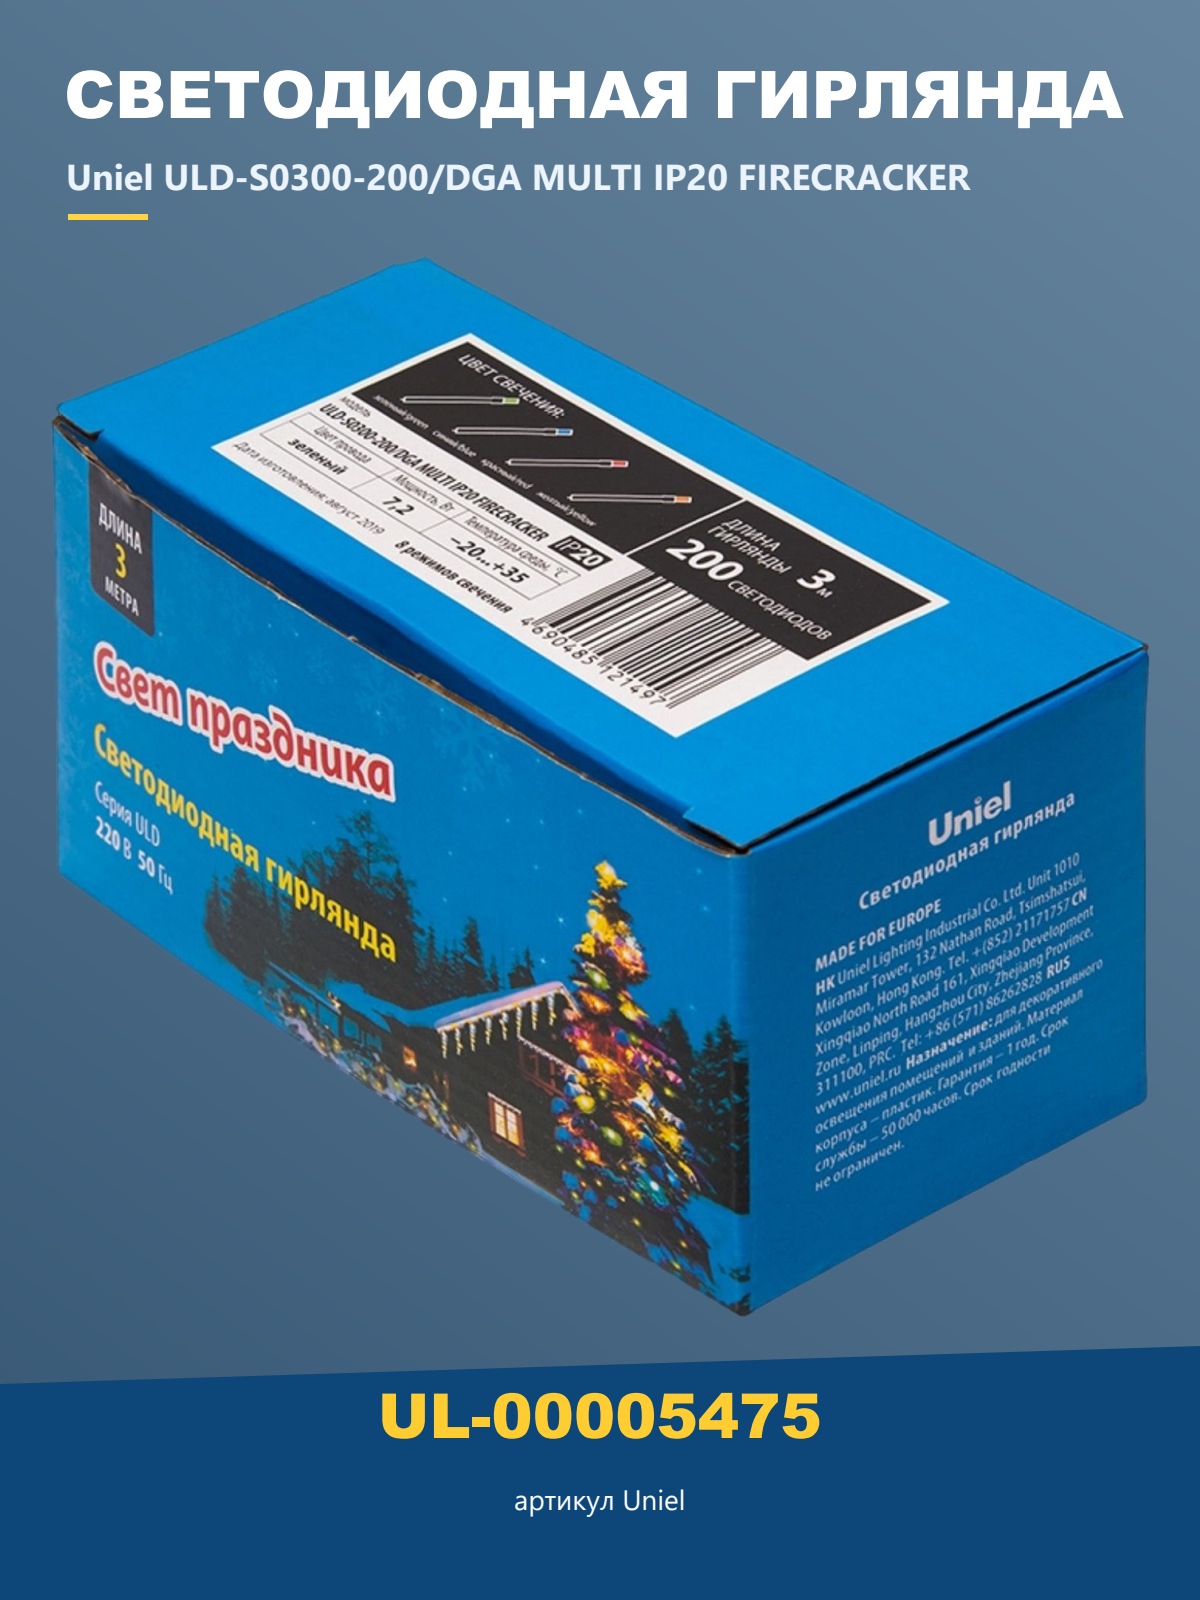 СВЕТОДИОДНАЯ ГИРЛЯНДА
Uniel ULD-S0300-200/DGA MULTI IP20 FIRECRACKER
ЦВЕТ СВЕЧЕНИЯ:
зеленый/green
синий/blue
красный/red
желтый/yellow
МОДЕЛЬ
ULD-S0300-200/DGA MULTI IP20 FIRECRACKER
IP20
Цвет провода
зеленый
Мощность, Вт
7,2
Температура среды, °С
–20...+35
Дата изготовления: август 2019
8 режимов свечения
ДЛИНА
ГИРЛЯНДЫ 3 м
200 СВЕТОДИОДОВ
4690485121497
ДЛИНА
3
МЕТРА
Свет праздника
Светодиодная гирлянда
Серия ULD
220 В 50 Гц
Uniel
Светодиодная гирлянда
MADE FOR EUROPE
HK Uniel Lighting Industrial Co. Ltd. Unit 1010
Miramar Tower, 132 Nathan Road, Tsimshatsui,
Kowloon, Hong Kong. Tel. +(852) 21171757 CN
Xingqiao North Road 161, Xingqiao Development
Zone, Linping, Hangzhou City, Zhejiang Province,
311100, PRC. Tel: +86 (571) 86262828 RUS
www.uniel.ru Назначение: для декоративного
освещения помещений и зданий. Материал
корпуса – пластик. Гарантия – 1 год. Срок
службы – 50 000 часов. Срок годности
не ограничен.
UL-00005475
артикул Uniel